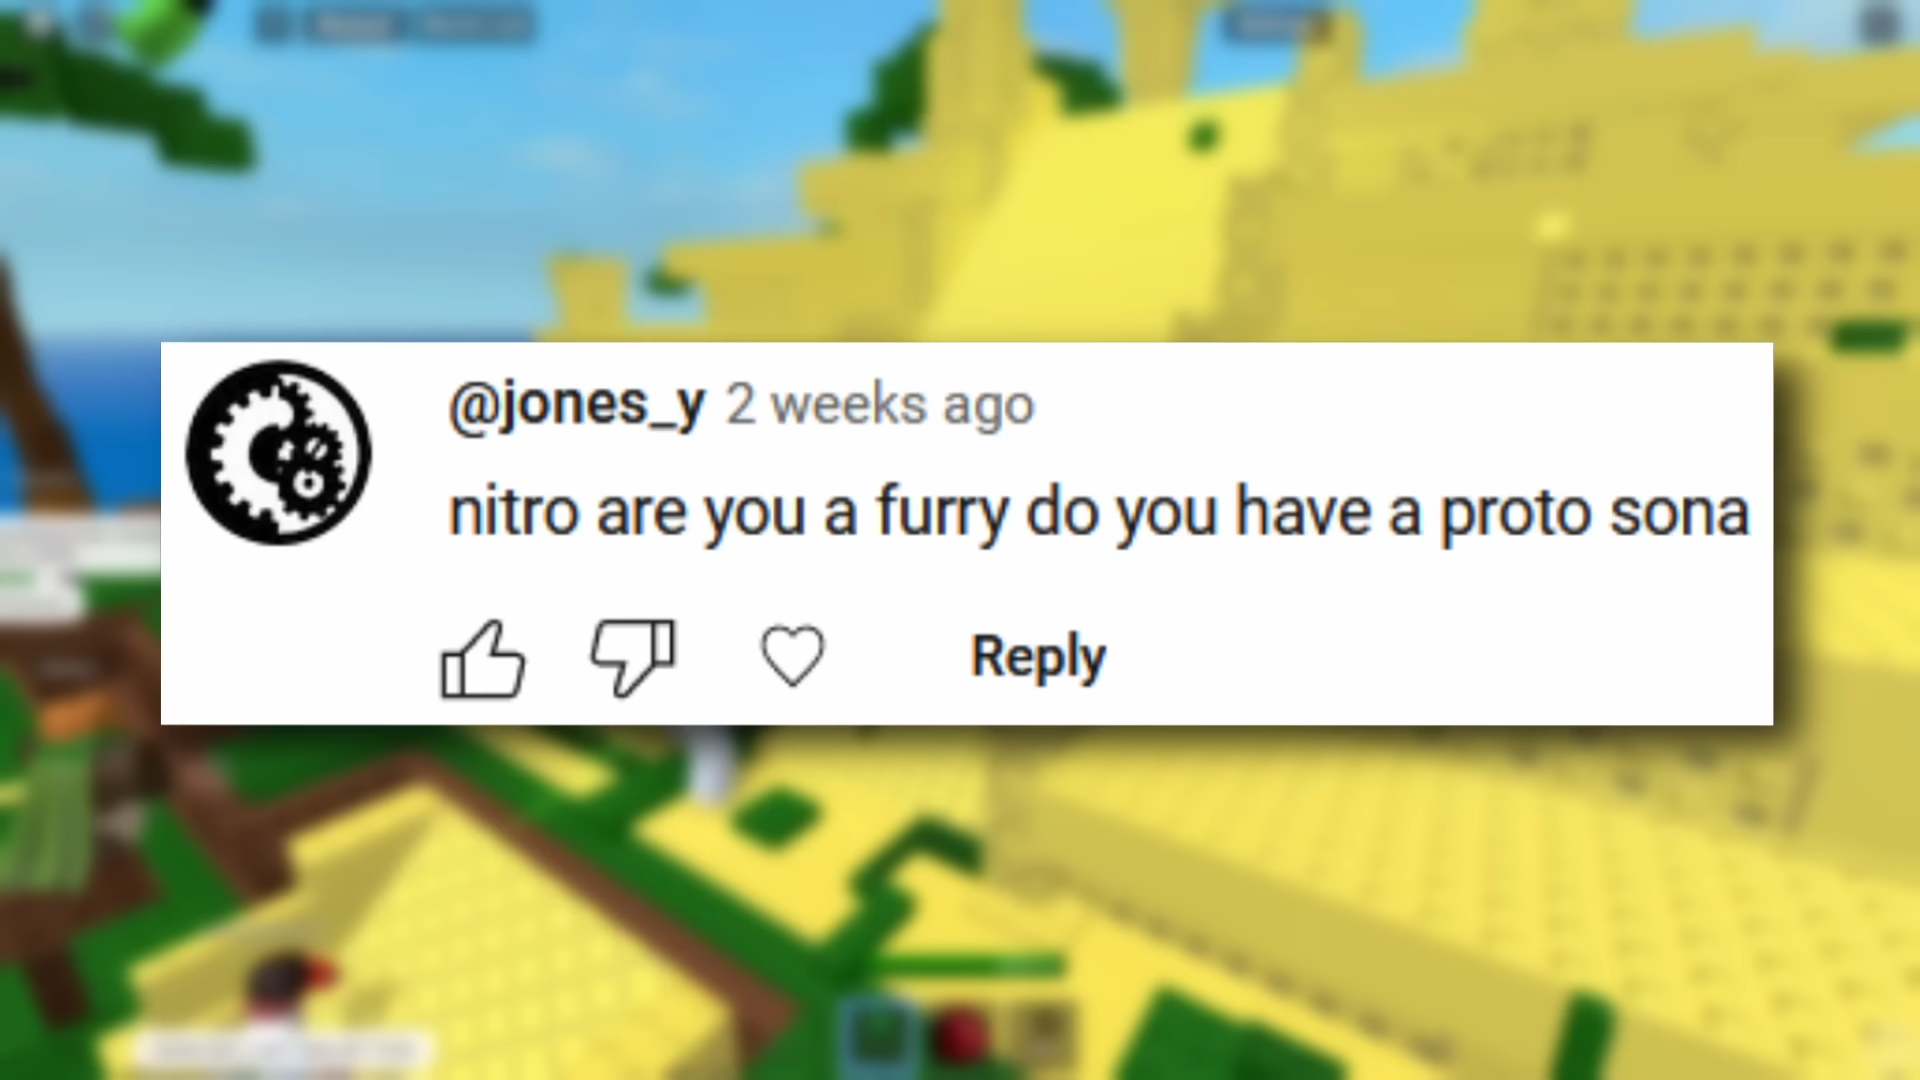 @jones_y 2 weeks ago
nitro are you a furry do you have a proto sona
Reply